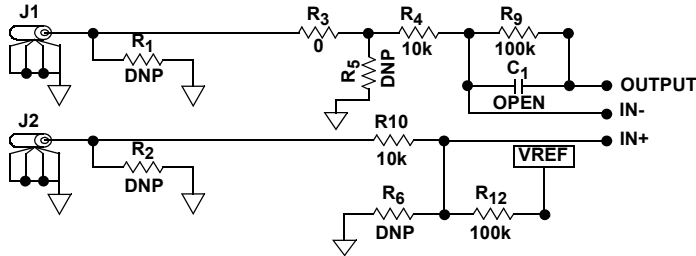 J1
R1
DNP
R3
0
R5
DNP
R4
10k
R9
100k
C1
OPEN
OUTPUT
IN-
J2
R2
DNP
R10
10k
IN+
VREF
R6
DNP
R12
100k